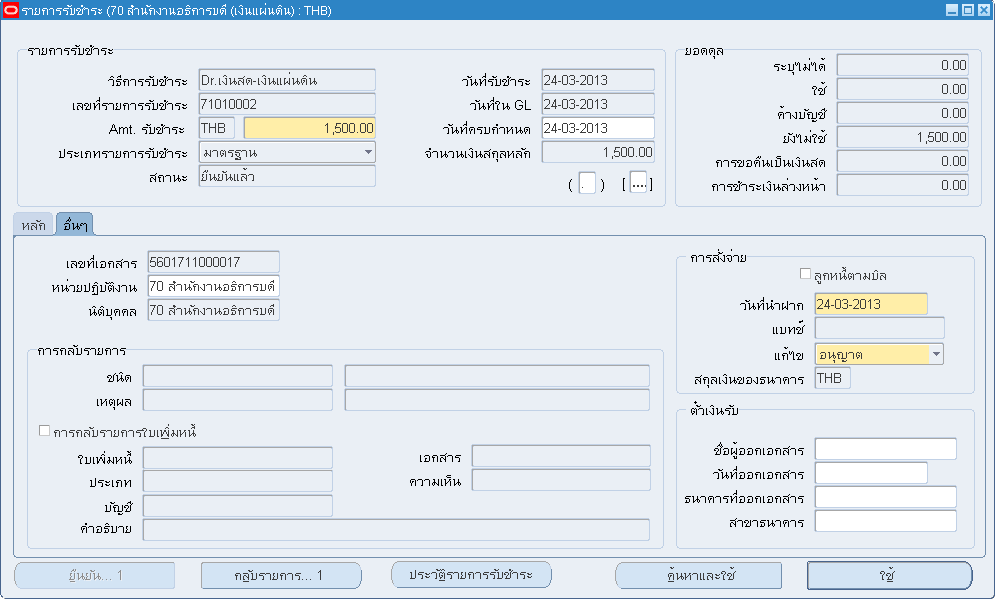 รายการรับชำระ (70 สำนักงานอธิการบดี (เงินแผ่นดิน) : THB)
รายการรับชำระ
วิธีการรับชำระ Dr.เงินสด-เงินแผ่นดิน
เลขที่รายการรับชำระ 71010002
Amt. รับชำระ THB 1,500.00
ประเภทรายการรับชำระ มาตรฐาน
สถานะ ยืนยันแล้ว
วันที่รับชำระ 24-03-2013
วันที่ใน GL 24-03-2013
วันที่ครบกำหนด 24-03-2013
จำนวนเงินสกุลหลัก 1,500.00
( . ) [ .... ]
ยอดดุล
ระบุไม่ได้ 0.00
ใช้ 0.00
ค้างบัญชี 0.00
ยังไม่ใช้ 1,500.00
การขอคืนเป็นเงินสด 0.00
การชำระเงินล่วงหน้า 0.00
หลัก อื่นๆ
เลขที่เอกสาร 5601711000017
หน่วยปฏิบัติงาน 70 สำนักงานอธิการบดี
นิติบุคคล 70 สำนักงานอธิการบดี
การกลับรายการ
ชนิด
เหตุผล
การกลับรายการใบเพิ่มหนี้
ใบเพิ่มหนี้
ประเภท
บัญชี
คำอธิบาย
เอกสาร
ความเห็น
การสั่งจ่าย
ลูกหนี้ตามบิล
วันที่นำฝาก 24-03-2013
แบทช์
แก้ไข อนุญาต
สกุลเงินของธนาคาร THB
ตั๋วเงินรับ
ชื่อผู้ออกเอกสาร
วันที่ออกเอกสาร
ธนาคารที่ออกเอกสาร
สาขาธนาคาร
ยืนยัน... 1 กลับรายการ... 1 ประวัติรายการรับชำระ ค้นหาและใช้ ใช้